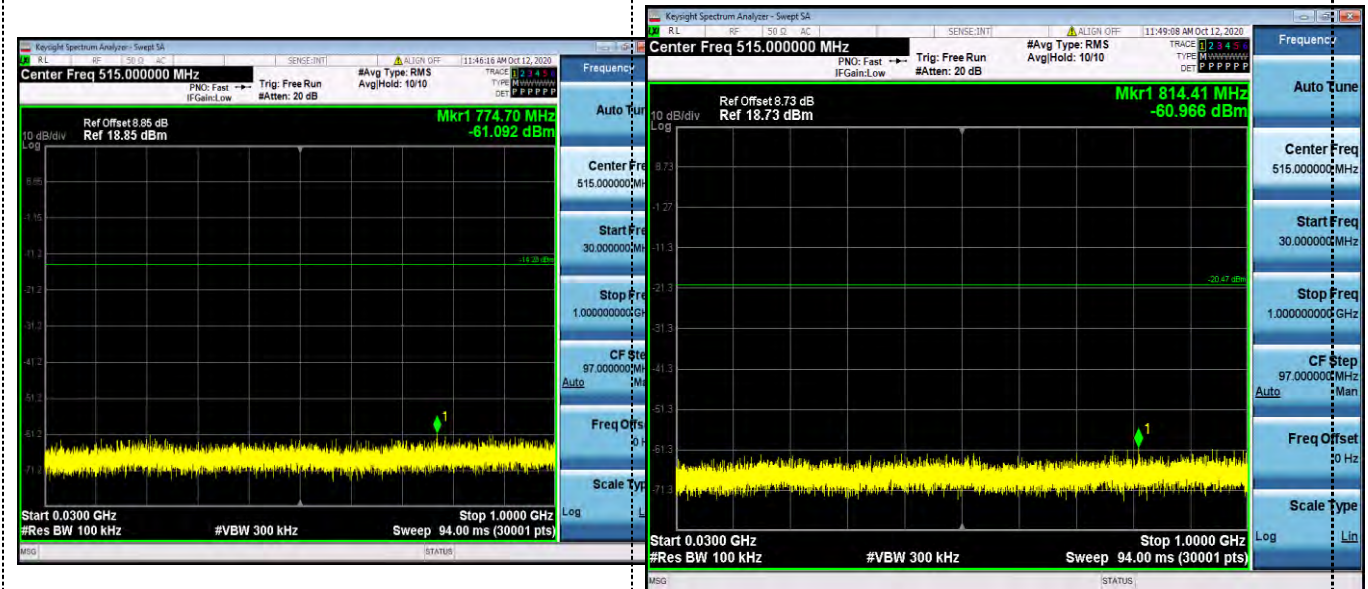 Keysight Spectrum Analyzer - Swept SA
RL RF 50 Ω AC SENSE:INT ALIGN OFF 11:46:16 AM Oct 12, 2020
Center Freq 515.000000 MHz
PNO: Fast
IFGain:Low
Trig: Free Run
#Atten: 20 dB
#Avg Type: RMS
Avg|Hold: 10/10
TRACE 1 2 3 4 5 6
TYPE M W W W W W
DET P P P P P P
Ref Offset 8.85 dB
Ref 18.85 dBm
10 dB/div
Log
Mkr1 774.70 MHz
-61.092 dBm
8.85
-1.15
-11.2
-14.28 dBm
-21.2
-31.2
-41.2
-51.2
1
-61.2
-71.2
Start 0.0300 GHz
Stop 1.0000 GHz
#Res BW 100 kHz
#VBW 300 kHz
Sweep 94.00 ms (30001 pts)
MSG
STATUS
Frequency
Auto Tun
Center Fre
515.000000 MH
Start Fre
30.000000 MH
Stop Fre
1.000000000 GH
CF Ste
97.000000 MH
Auto Ma
Freq Offs
0 H
Scale Typ
Log L
Keysight Spectrum Analyzer - Swept SA
RL RF 50 Ω AC SENSE:INT ALIGN OFF 11:49:08 AM Oct 12, 2020
Center Freq 515.000000 MHz
PNO: Fast
IFGain:Low
Trig: Free Run
#Atten: 20 dB
#Avg Type: RMS
Avg|Hold: 10/10
TRACE 1 2 3 4 5 6
TYPE M W W W W W
DET P P P P P P
Ref Offset 8.73 dB
Ref 18.73 dBm
10 dB/div
Log
Mkr1 814.41 MHz
-60.966 dBm
8.73
-1.27
-11.3
-20.47 dBm
-21.3
-31.3
-41.3
-51.3
1
-61.3
-71.3
Start 0.0300 GHz
Stop 1.0000 GHz
#Res BW 100 kHz
#VBW 300 kHz
Sweep 94.00 ms (30001 pts)
MSG
STATUS
Frequency
Auto Tune
Center Freq
515.000000 MHz
Start Freq
30.000000 MHz
Stop Freq
1.000000000 GHz
CF Step
97.000000 MHz
Auto Man
Freq Offset
0 Hz
Scale Type
Log Lin